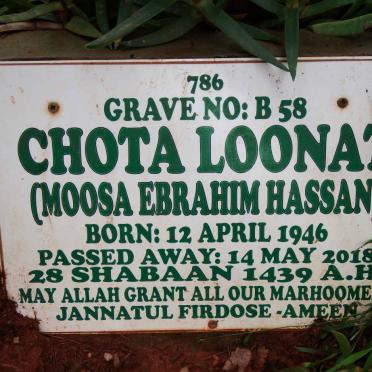 786
GRAVE NO: B 58
CHOTA LOONAT
(MOOSA EBRAHIM HASSAN
BORN: 12 APRIL 1946
PASSED AWAY: 14 MAY 2018
28 SHABAAN 1439 A.H
MAY ALLAH GRANT ALL OUR MARHOOME
JANNATUL FIRDOSE -AMEEN